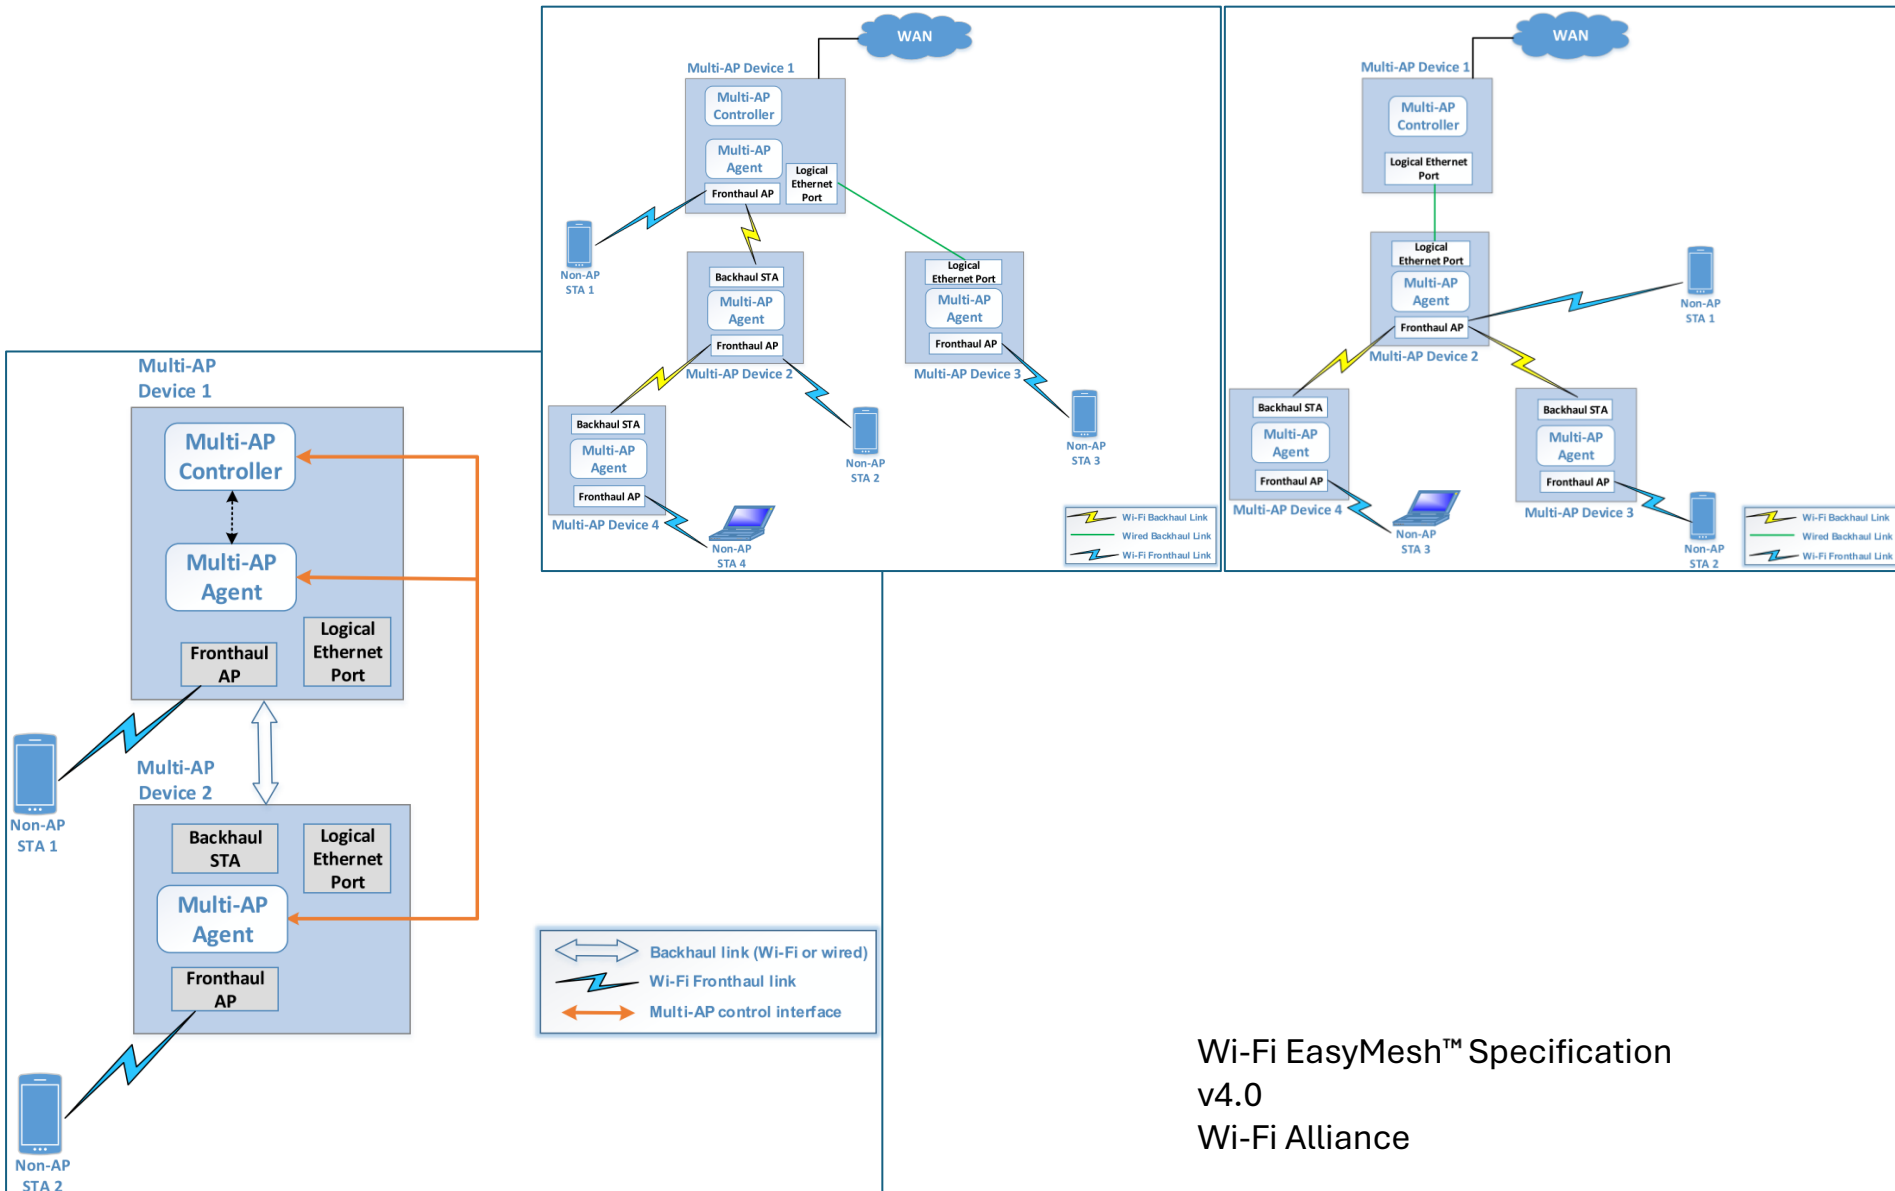 WAN
Multi-AP Device 1
Multi-AP
Controller
Multi-AP
Agent
Logical
Ethernet
Port
Fronthaul AP
Non-AP
STA 1
Backhaul STA
Multi-AP
Agent
Fronthaul AP
Multi-AP Device 2
Logical
Ethernet Port
Multi-AP
Agent
Fronthaul AP
Multi-AP Device 3
Backhaul STA
Multi-AP
Agent
Fronthaul AP
Multi-AP Device 4
Non-AP
STA 2
Non-AP
STA 3
Non-AP
STA 4
Wi-Fi Backhaul Link
Wired Backhaul Link
Wi-Fi Fronthaul Link
WAN
Multi-AP Device 1
Multi-AP
Controller
Logical Ethernet
Port
Logical
Ethernet Port
Multi-AP
Agent
Fronthaul AP
Multi-AP Device 2
Non-AP
STA 1
Backhaul STA
Multi-AP
Agent
Fronthaul AP
Multi-AP Device 4
Non-AP
STA 3
Backhaul STA
Multi-AP
Agent
Fronthaul AP
Multi-AP Device 3
Non-AP
STA 2
Wi-Fi Backhaul Link
Wired Backhaul Link
Wi-Fi Fronthaul Link
Multi-AP
Device 1
Multi-AP
Controller
Multi-AP
Agent
Logical
Ethernet
Port
Fronthaul
AP
Non-AP
STA 1
Multi-AP
Device 2
Backhaul
STA
Logical
Ethernet
Port
Multi-AP
Agent
Fronthaul
AP
Non-AP
STA 2
Backhaul link (Wi-Fi or wired)
Wi-Fi Fronthaul link
Multi-AP control interface
Wi-Fi EasyMesh™ Specification
v4.0
Wi-Fi Alliance